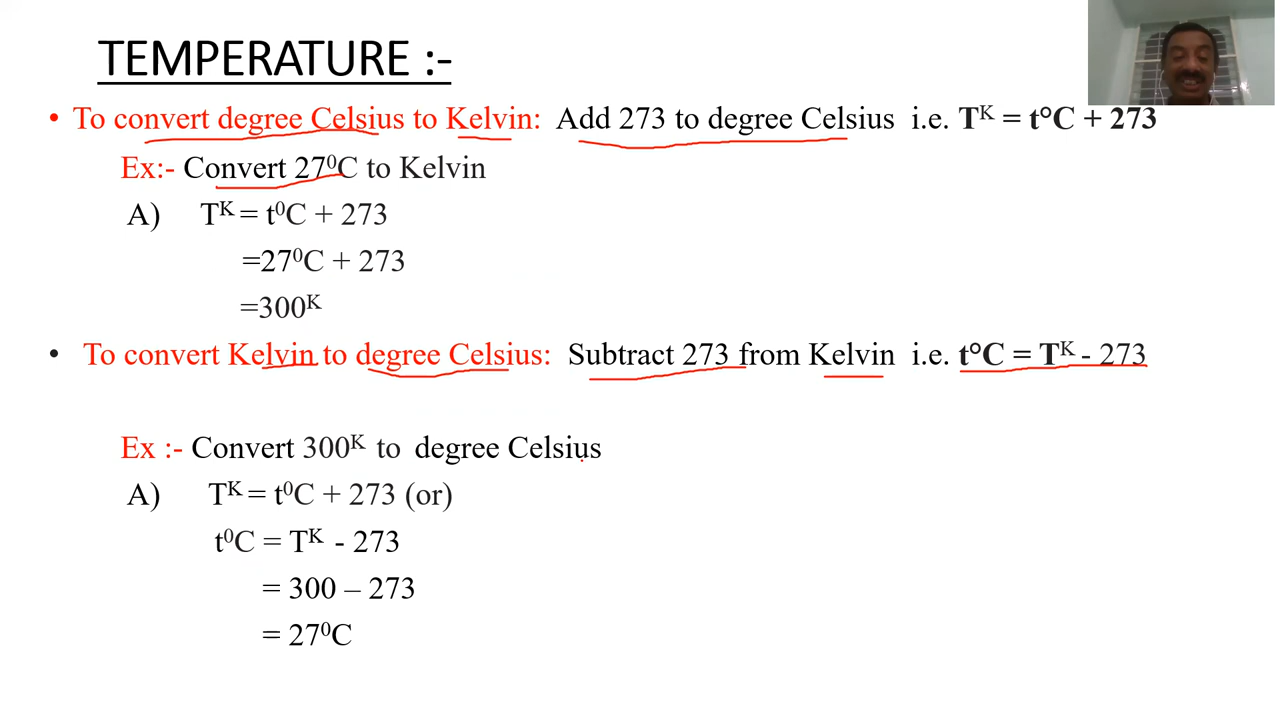 TEMPERATURE :-
• To convert degree Celsius to Kelvin: Add 273 to degree Celsius i.e. Tᴷ = t°C + 273
Ex:- Convert 27⁰C to Kelvin
A) Tᴷ = t⁰C + 273
=27⁰C + 273
=300ᴷ
• To convert Kelvin to degree Celsius: Subtract 273 from Kelvin i.e. t°C = Tᴷ - 273
Ex :- Convert 300ᴷ to degree Celsius
A) Tᴷ = t⁰C + 273 (or)
t⁰C = Tᴷ - 273
= 300 – 273
= 27⁰C